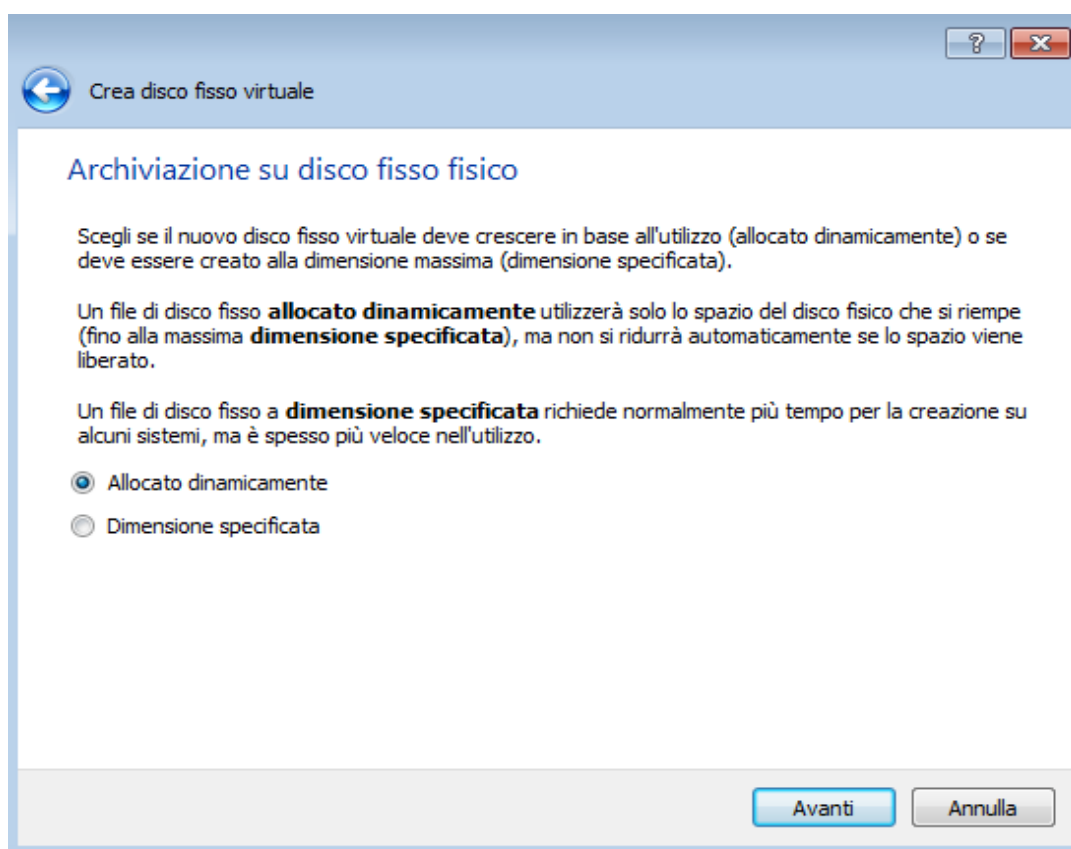 Crea disco fisso virtuale
Archiviazione su disco fisso fisico
Scegli se il nuovo disco fisso virtuale deve crescere in base all'utilizzo (allocato dinamicamente) o se
deve essere creato alla dimensione massima (dimensione specificata).
Un file di disco fisso allocato dinamicamente utilizzerà solo lo spazio del disco fisico che si riempe
(fino alla massima dimensione specificata), ma non si ridurrà automaticamente se lo spazio viene
liberato.
Un file di disco fisso a dimensione specificata richiede normalmente più tempo per la creazione su
alcuni sistemi, ma è spesso più veloce nell'utilizzo.
Allocato dinamicamente
Dimensione specificata
Avanti Annulla